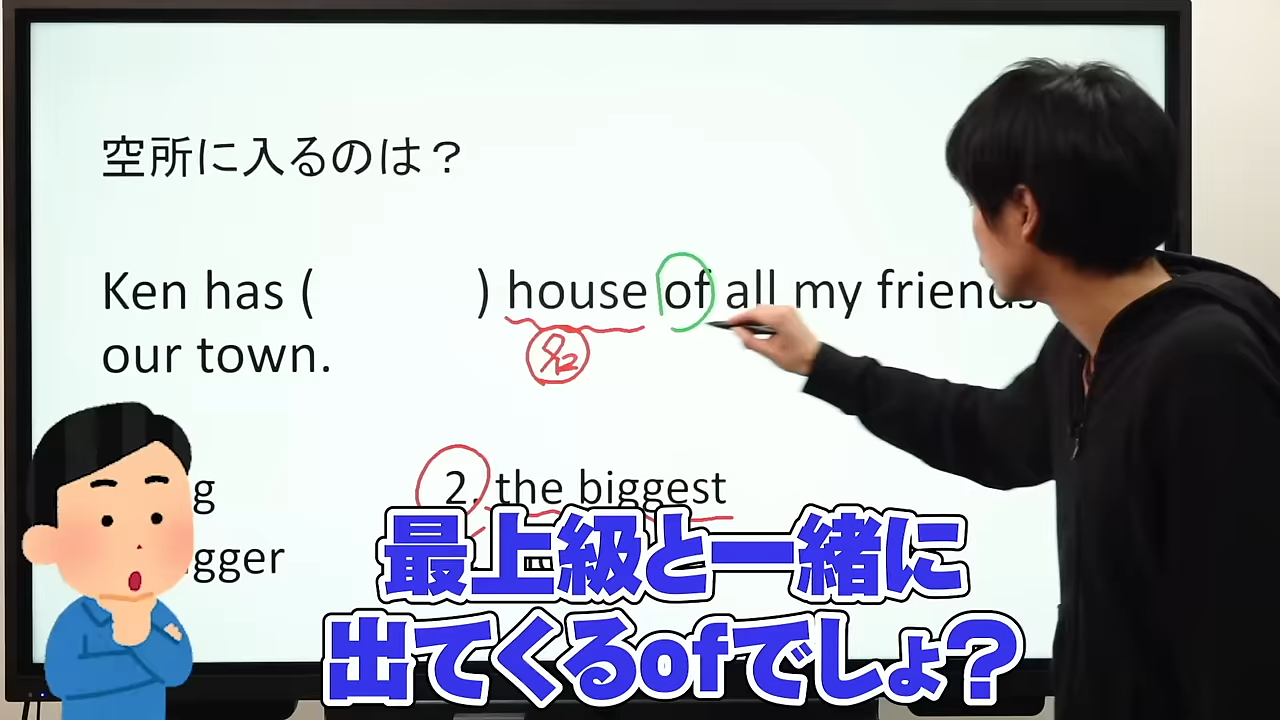 空所に入るのは？
Ken has ( ) house of all my friends
our town.
名
2. the biggest
最上級と一緒に
出てくるofでしょ？